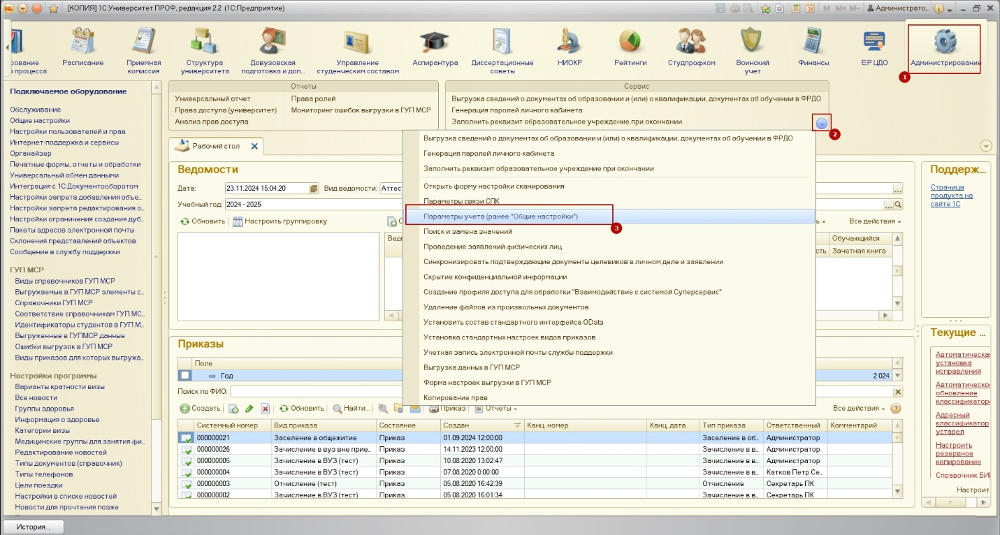 [КОПИЯ] 1С:Университет ПРОФ, редакция 2.2 (1С:Предприятие)
M M+ M- Администрато...
Расписание
Приемная комиссия
Структура университета
Довузовская подготовка и доп...
Управление студенческим составом
Аспирантура
Диссертационные советы
НИОКР
Рейтинги
Студпрофком
Воинский учет
Финансы
ЕР ЦДО
Администрирование
1
Подключаемое оборудование
Обслуживание
Общие настройки
Настройки пользователей и прав
Интернет-поддержка и сервисы
Органайзер
Печатные формы, отчеты и обработки
Универсальный обмен данными
Интеграция с 1С:Документооборотом
Настройки запрета добавления объе...
Настройки запрета редактирования о...
Настройки ограничения создания дуб...
Пакеты адресов электронной почты
Склонения представлений объектов
Сообщение в службу поддержки
ГУП МСР
Виды справочников ГУП МСР
Выгружаемые в ГУП МСР элементы с...
Справочники ГУП МСР
Соответствие справочникам ГУП МС...
Идентификаторы студентов в ГУП М...
Выгруженные в ГУПМСР данные
Ошибки выгрузок в ГУП МСР
Виды приказов для которых выгружа...
Настройки программы
Варианты кратности визы
Все новости
Группы здоровья
Информация о здоровье
Категории визы
Медицинские группы для занятия фи...
Редактирование новостей
Типы документов (справочник)
Типы телефонов
Цели поездки
Настройки в списке новостей
Новости для прочтения позже
Отчеты
Универсальный отчет
Права доступа (университет)
Анализ прав доступа
Права ролей
Мониторинг ошибок выгрузки в ГУП МСР
Сервис
Выгрузка сведений о документах об образовании и (или) о квалификации, документах об обучении в ФРДО
Генерация паролей личного кабинета
Заполнить реквизит образовательное учреждение при окончании
2
Выгрузка сведений о документах об образовании и (или) о квалификации, документах об обучении в ФРДО
Генерация паролей личного кабинета
Заполнить реквизит образовательное учреждение при окончании
Открыть форму настройки сканирования
Параметры связи СПК
Параметры учета (ранее "Общие настройки")
3
Поиск и замена значений
Проведение заявлений физических лиц
Синхронизировать подтверждающие документы целевиков в личном деле и заявлении
Скрытие конфиденциальной информации
Создание профиля доступа для обработки "Взаимодействие с системой Суперсервис"
Удаление файлов из произвольных документов
Установить состав стандартного интерфейса OData
Установка стандартных настроек видов приказов
Учетная запись электронной почты службы поддержки
Выгрузка данных в ГУП МСР
Форма настроек выгрузки в ГУП МСР
Копирование прав
Рабочий стол
Ведомости
Дата: 23.11.2024 15:04:20 Вид ведомости: Аттес
Учебный год: 2024 - 2025
Обновить Настроить группировку
Все действия
Обучающийся
Зачетная книга
Приказы
Поле
Год 2 024
Поиск по ФИО:
Создать Обновить Найти... Приказ Отчеты Все действия
Системный номер Вид приказа Состояние Создан Канц. номер Канц. дата Тип приказа Ответственный Комментарий
000000021 Заселение в общежитие Приказ 01.09.2024 12:00:00 Заселение в об... Администратор
000000026 Зачисление в вуз вне прие... Приказ 14.11.2023 12:00:00 Зачисление в в... Администратор
000000005 Зачисление в ВУЗ (тест) Приказ 10.08.2020 13:02:47 Зачисление в в... Администратор
000000004 Зачисление в ВУЗ (тест) Приказ 07.08.2020 0:00:00 Зачисление в в... Катков Петр Се...
000000003 Отчисление (тест) Приказ 05.08.2020 16:42:39 Отчисление Секретарь ПК
000000002 Зачисление в ВУЗ (тест) Приказ 05.08.2020 16:01:34 Зачисление в в... Секретарь ПК
Поддерж...
Страница
продукта на
сайте 1С
Текущие ...
Автоматическая
установка
исправлений
Автоматическо
обновление
классификаторо
Адресный
классификатор
устарел
Настроить
резервное
копирование
Справочник БИ
Настроит
История...